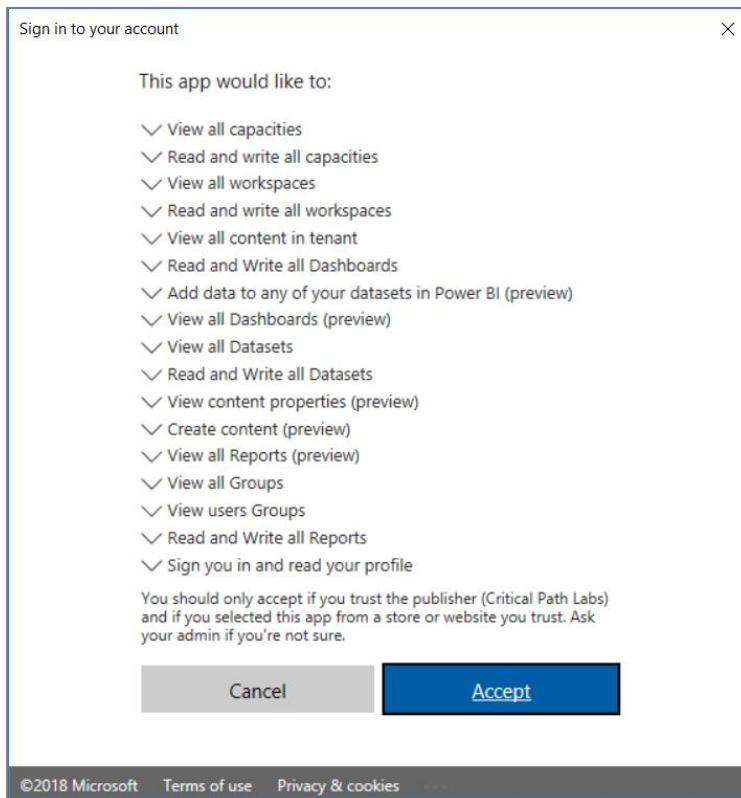 Sign in to your account
This app would like to:
View all capacities
Read and write all capacities
View all workspaces
Read and write all workspaces
View all content in tenant
Read and Write all Dashboards
Add data to any of your datasets in Power BI (preview)
View all Dashboards (preview)
View all Datasets
Read and Write all Datasets
View content properties (preview)
Create content (preview)
View all Reports (preview)
View all Groups
View users Groups
Read and Write all Reports
Sign you in and read your profile
You should only accept if you trust the publisher (Critical Path Labs)
and if you selected this app from a store or website you trust. Ask
your admin if you're not sure.
Cancel Accept
©2018 Microsoft Terms of use Privacy & cookies ...